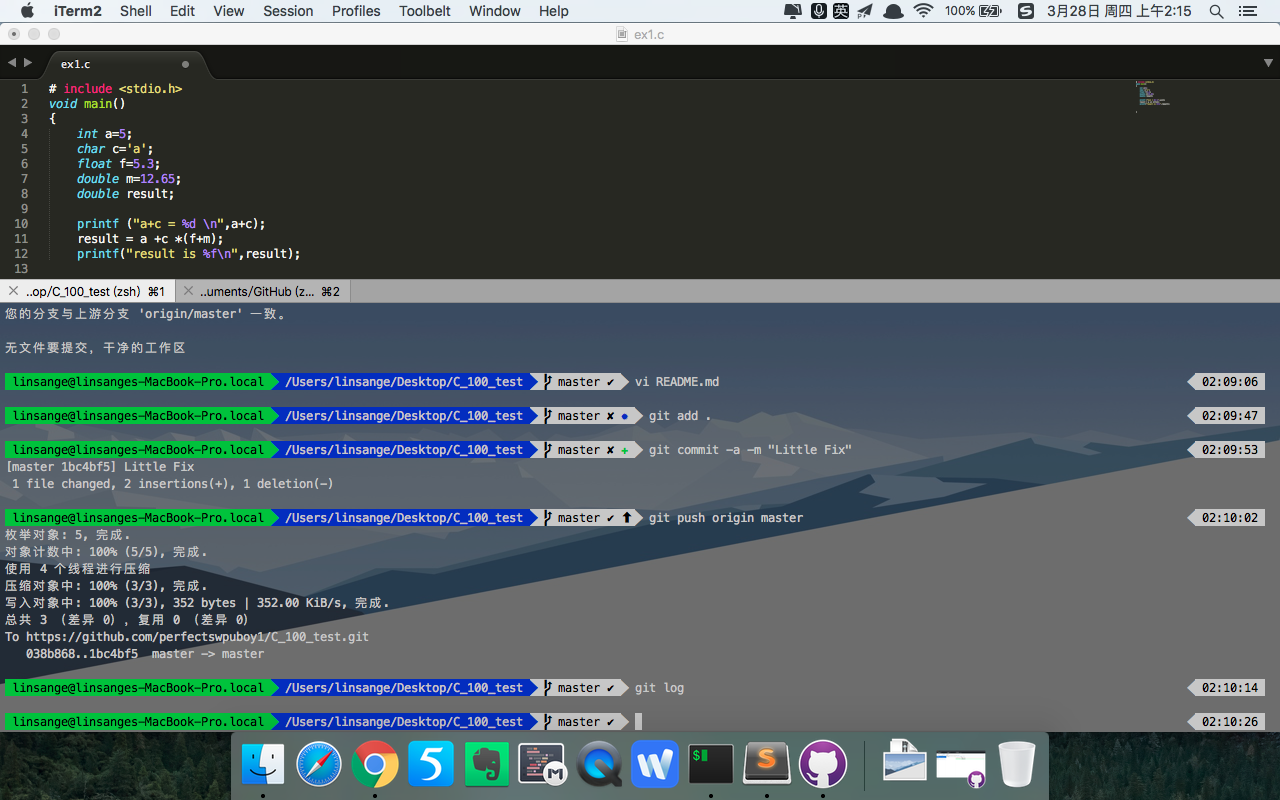 iTerm2 Shell Edit View Session Profiles Toolbelt Window Help 英 100% 3月28日 周四 上午2:15
ex1.c
ex1.c
1 # include <stdio.h>
2 void main()
3 {
4 int a=5;
5 char c='a';
6 float f=5.3;
7 double m=12.65;
8 double result;
9
10 printf ("a+c = %d \n",a+c);
11 result = a +c *(f+m);
12 printf("result is %f\n",result);
13
..op/C_100_test (zsh) ⌘1 ..uments/GitHub (z... ⌘2
您的分支与上游分支 'origin/master' 一致。
无文件要提交，干净的工作区
linsange@linsanges-MacBook-Pro.local /Users/linsange/Desktop/C_100_test master ✔ vi README.md 02:09:06
linsange@linsanges-MacBook-Pro.local /Users/linsange/Desktop/C_100_test master ✘ ● git add . 02:09:47
linsange@linsanges-MacBook-Pro.local /Users/linsange/Desktop/C_100_test master ✘ + git commit -a -m "Little Fix" 02:09:53
[master 1bc4bf5] Little Fix
1 file changed, 2 insertions(+), 1 deletion(-)
linsange@linsanges-MacBook-Pro.local /Users/linsange/Desktop/C_100_test master ✔ ⬆ git push origin master 02:10:02
枚举对象: 5, 完成.
对象计数中: 100% (5/5), 完成.
使用 4 个线程进行压缩
压缩对象中: 100% (3/3), 完成.
写入对象中: 100% (3/3), 352 bytes | 352.00 KiB/s, 完成.
总共 3 （差异 0），复用 0 （差异 0）
To https://github.com/perfectswpuboy1/C_100_test.git
038b868..1bc4bf5 master -> master
linsange@linsanges-MacBook-Pro.local /Users/linsange/Desktop/C_100_test master ✔ git log 02:10:14
linsange@linsanges-MacBook-Pro.local /Users/linsange/Desktop/C_100_test master ✔ 02:10:26